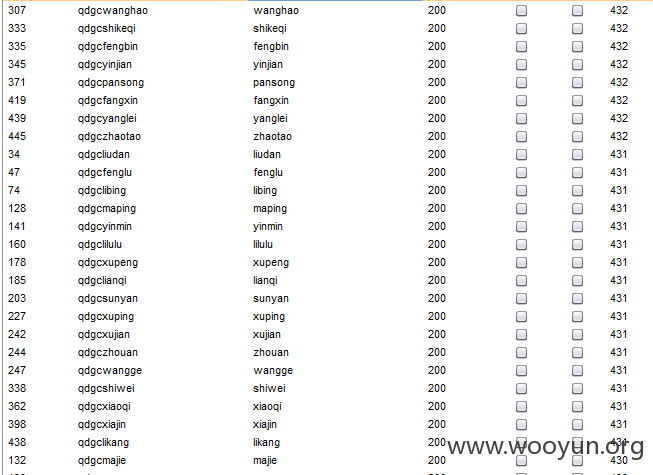 307 qdgcwanghao wanghao 200 432
333 qdgcshikeqi shikeqi 200 432
335 qdgcfengbin fengbin 200 432
345 qdgcyinjian yinjian 200 432
371 qdgcpansong pansong 200 432
419 qdgcfangxin fangxin 200 432
439 qdgcyanglei yanglei 200 432
445 qdgczhaotao zhaotao 200 432
34 qdgcliudan liudan 200 431
47 qdgcfenglu fenglu 200 431
74 qdgclibing libing 200 431
128 qdgcmaping maping 200 431
141 qdgcyinmin yinmin 200 431
160 qdgclilulu lilulu 200 431
178 qdgcxupeng xupeng 200 431
185 qdgclianqi lianqi 200 431
203 qdgcsunyan sunyan 200 431
227 qdgcxuping xuping 200 431
242 qdgcxujian xujian 200 431
244 qdgczhouan zhouan 200 431
247 qdgcwangge wangge 200 431
338 qdgcshiwei shiwei 200 431
362 qdgcxiaoqi xiaoqi 200 431
398 qdgcxiajin xiajin 200 431
438 qdgclikang likang 200 431
132 qdgcmajie majie 200 430
www.wooyun.org